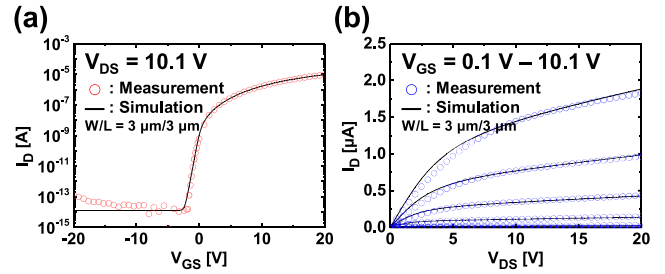 (a)
10⁻³
10⁻⁵
10⁻⁷
10⁻⁹
10⁻¹¹
10⁻¹³
10⁻¹⁵
I_D [A]
V_DS = 10.1 V
○ : Measurement
— : Simulation
W/L = 3 μm/3 μm
-20 -10 0 10 20
V_GS [V]
(b)
2.5
2.0
1.5
1.0
0.5
0.0
I_D [μA]
V_GS = 0.1 V – 10.1 V
○ : Measurement
— : Simulation
W/L = 3 μm/3 μm
0 5 10 15 20
V_DS [V]